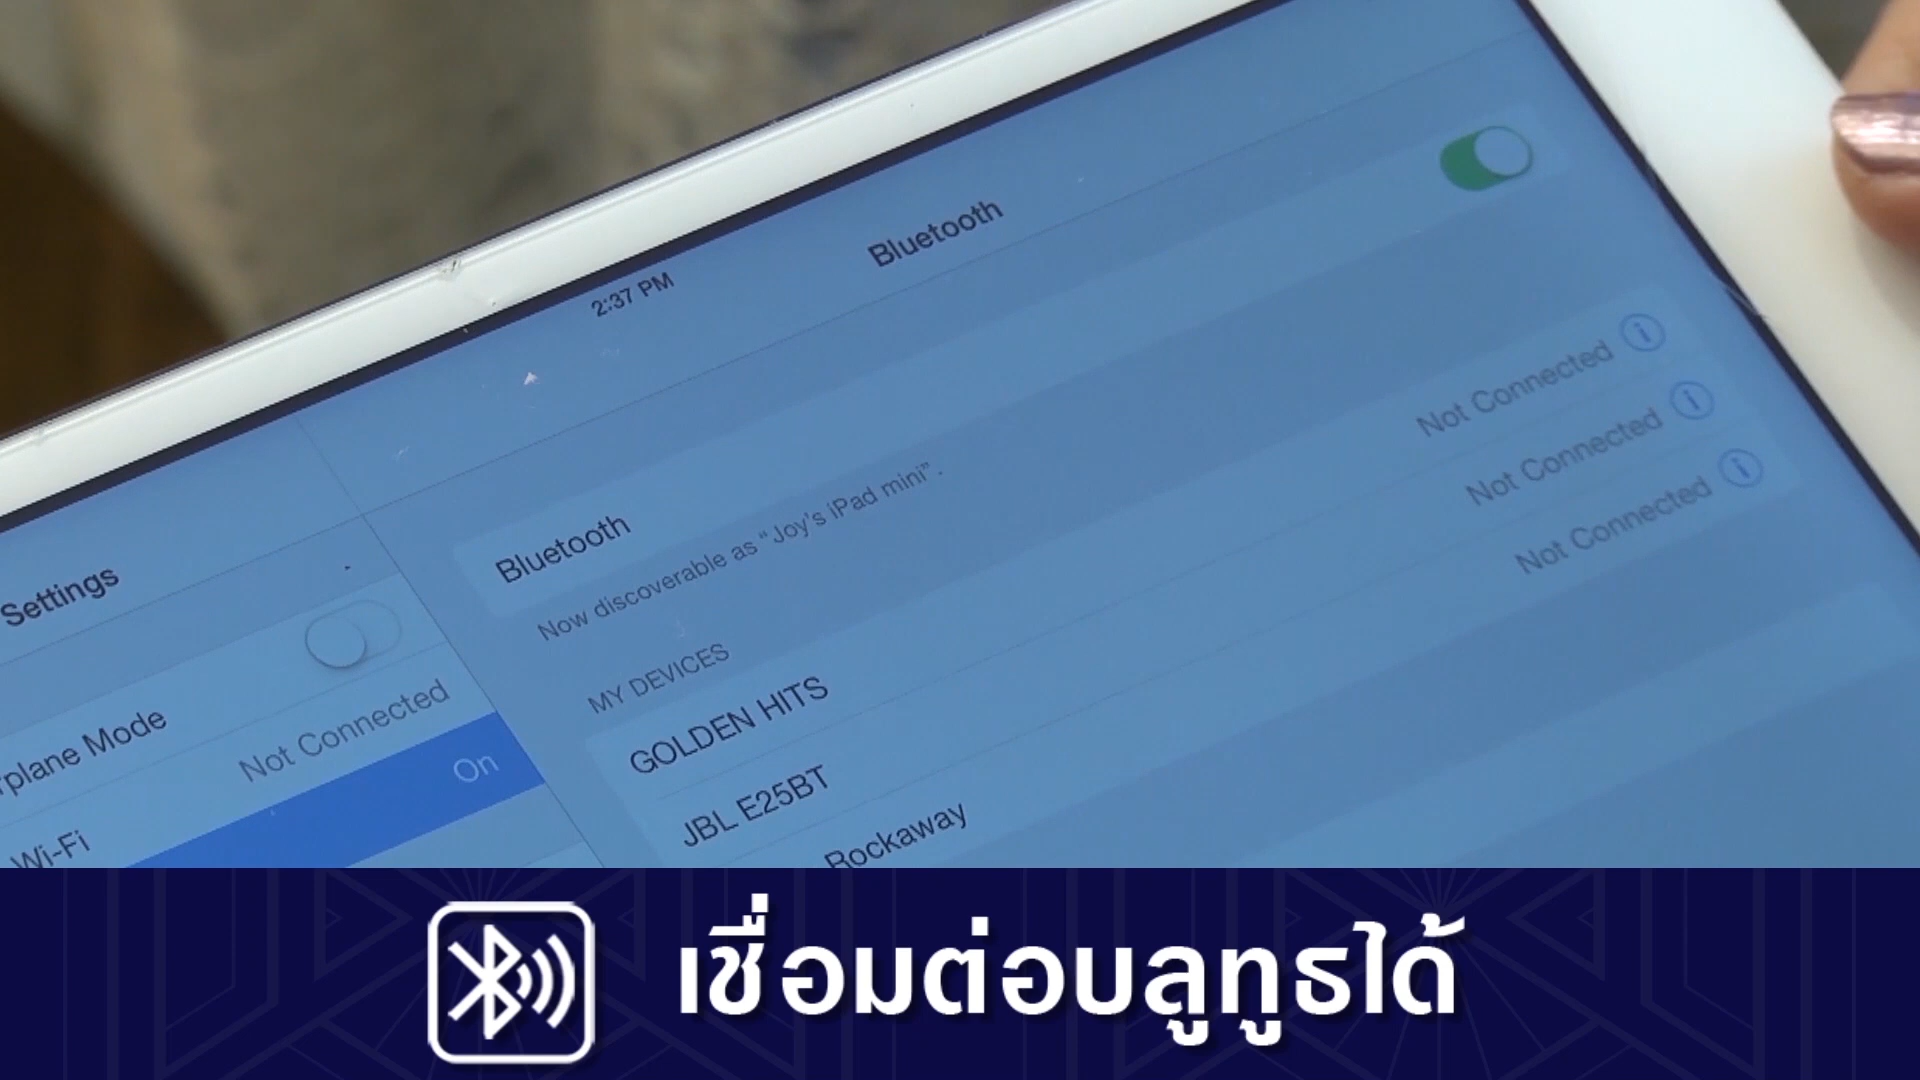 2:37 PM
Bluetooth
Settings
Bluetooth
Now discoverable as “Joy's iPad mini”.
rplane Mode
Not Connected
Wi-Fi
On
MY DEVICES
GOLDEN HITS Not Connected
JBL E25BT Not Connected
Rockaway Not Connected
เชื่อมต่อบลูทูธได้